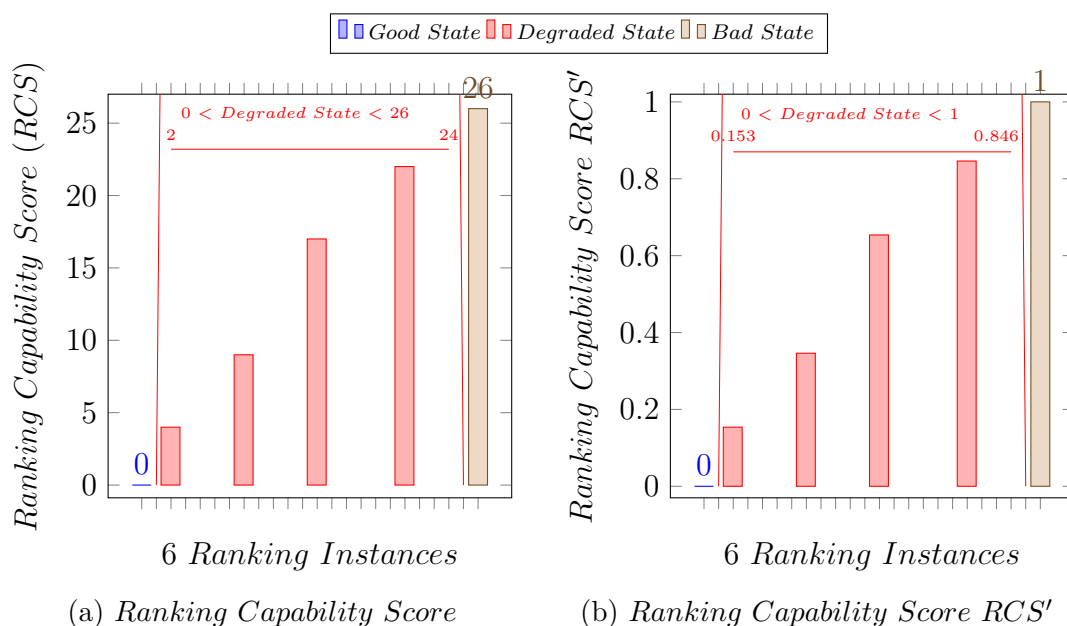 Good State Degraded State Bad State
Ranking Capability Score (RCS)
25
20
15
10
5
0
0 < Degraded State < 26
2
24
26
0
6 Ranking Instances
(a) Ranking Capability Score
Ranking Capability Score RCS′
1
0.8
0.6
0.4
0.2
0
0 < Degraded State < 1
0.153
0.846
1
0
6 Ranking Instances
(b) Ranking Capability Score RCS′